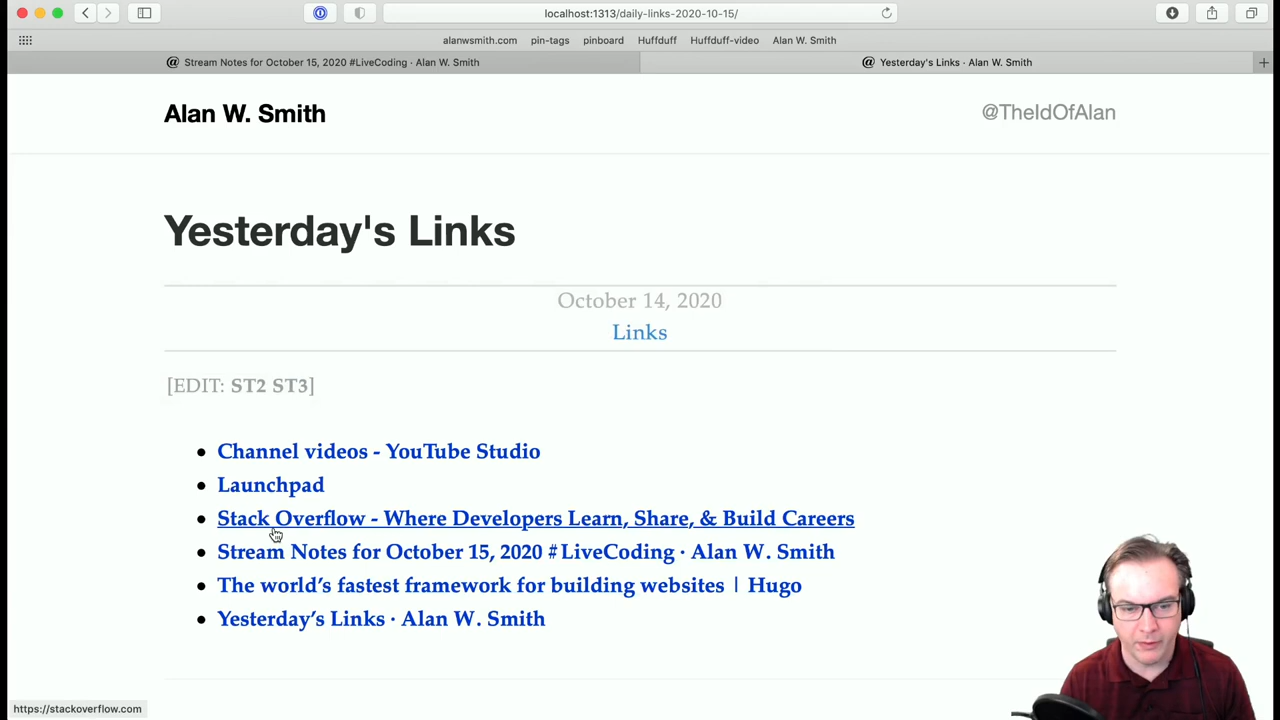 localhost:1313/daily-links-2020-10-15/
alanwsmith.com pin-tags pinboard Huffduff Huffduff-video Alan W. Smith
@ Stream Notes for October 15, 2020 #LiveCoding · Alan W. Smith
@ Yesterday's Links · Alan W. Smith
Alan W. Smith
@TheIdOfAlan
Yesterday's Links
October 14, 2020
Links
[EDIT: ST2 ST3]
• Channel videos - YouTube Studio
• Launchpad
• Stack Overflow - Where Developers Learn, Share, & Build Careers
• Stream Notes for October 15, 2020 #LiveCoding · Alan W. Smith
• The world’s fastest framework for building websites | Hugo
• Yesterday’s Links · Alan W. Smith
https://stackoverflow.com